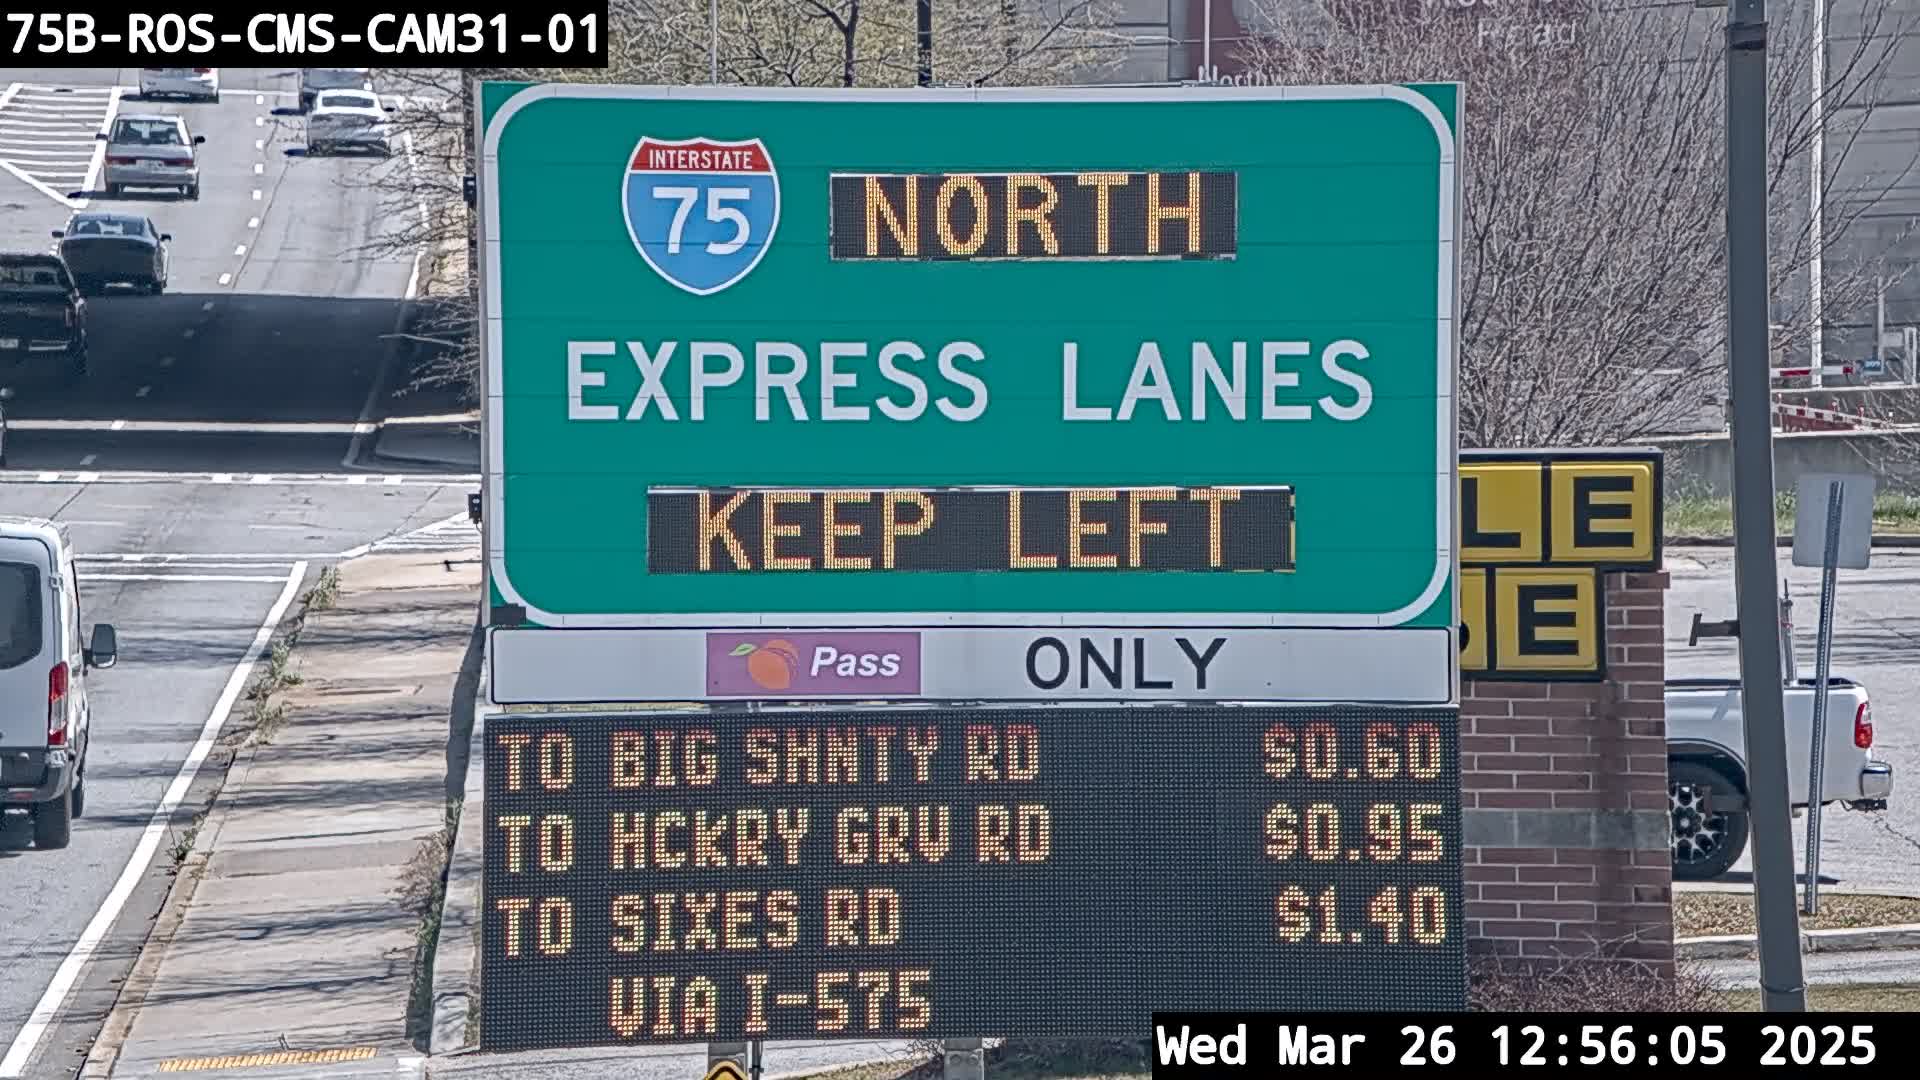 75B-ROS-CMS-CAM31-01
INTERSTATE
75
NORTH
EXPRESS LANES
KEEP LEFT
Pass ONLY
TO BIG SHNTY RD $0.60
TO HCKRY GRV RD $0.95
TO SIXES RD $1.40
VIA I-575
LE
E
Wed Mar 26 12:56:05 2025